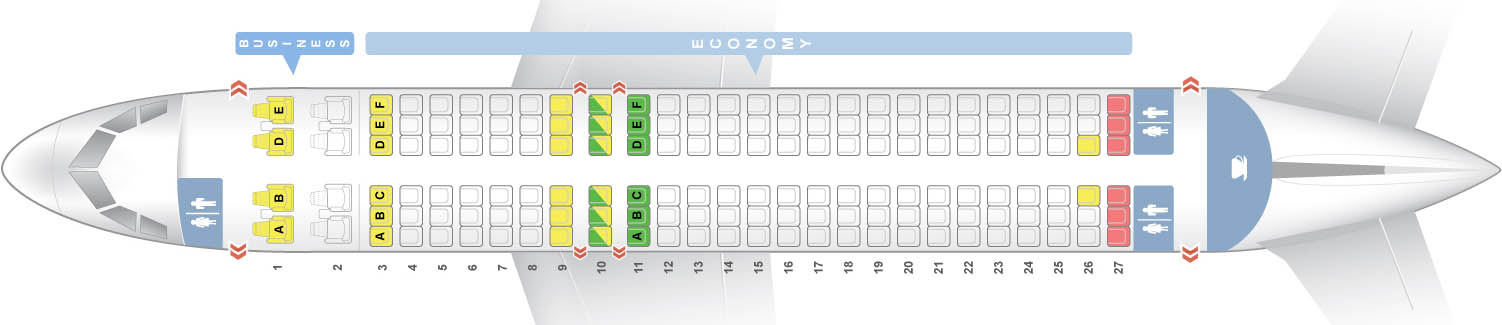 BUSINESS
ECONOMY
E F F
D E E
D D
B C C
A B B
A A
1 2 3 4 5 6 7 8 9 10 11 12 13 14 15 16 17 18 19 20 21 22 23 24 25 26 27